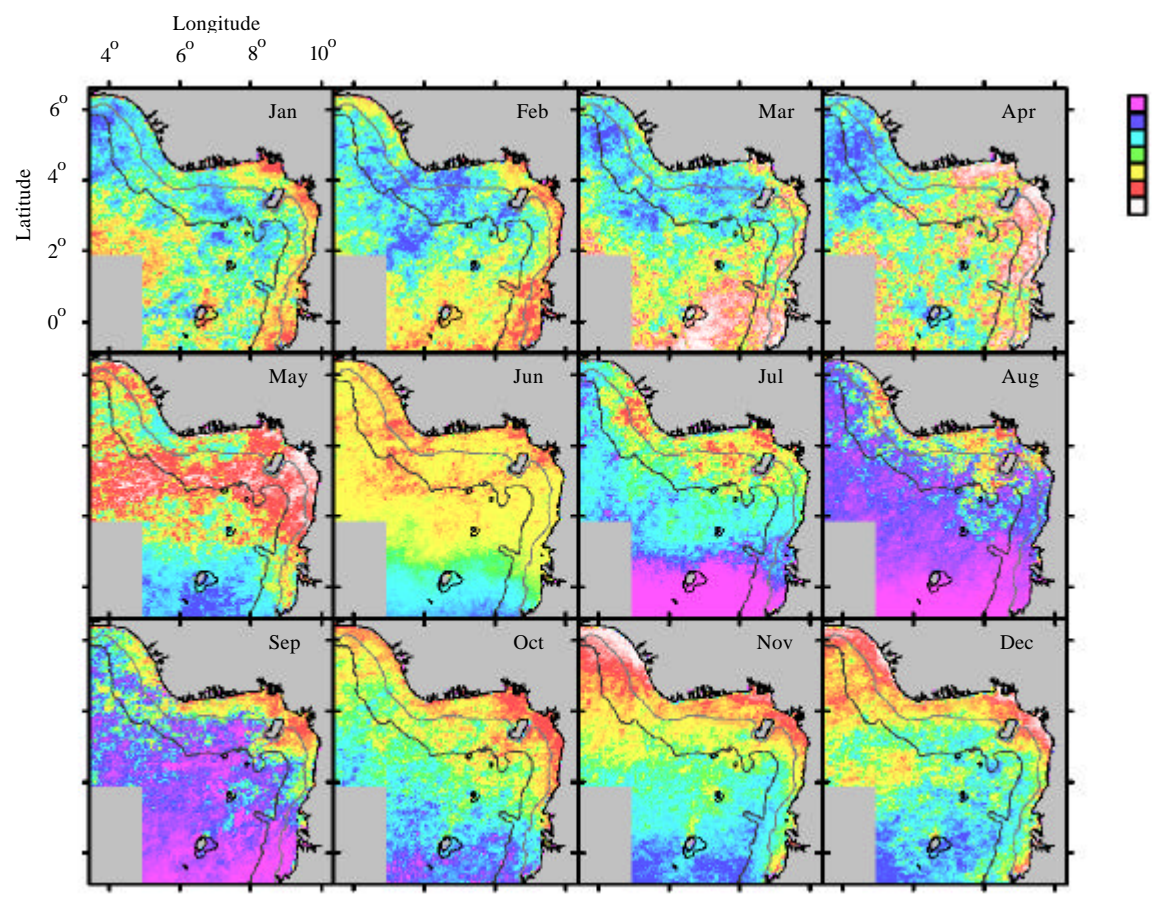 Longitude
4° 6° 8° 10°
Latitude
6°
4°
2°
0°
Jan Feb Mar Apr
May Jun Jul Aug
Sep Oct Nov Dec